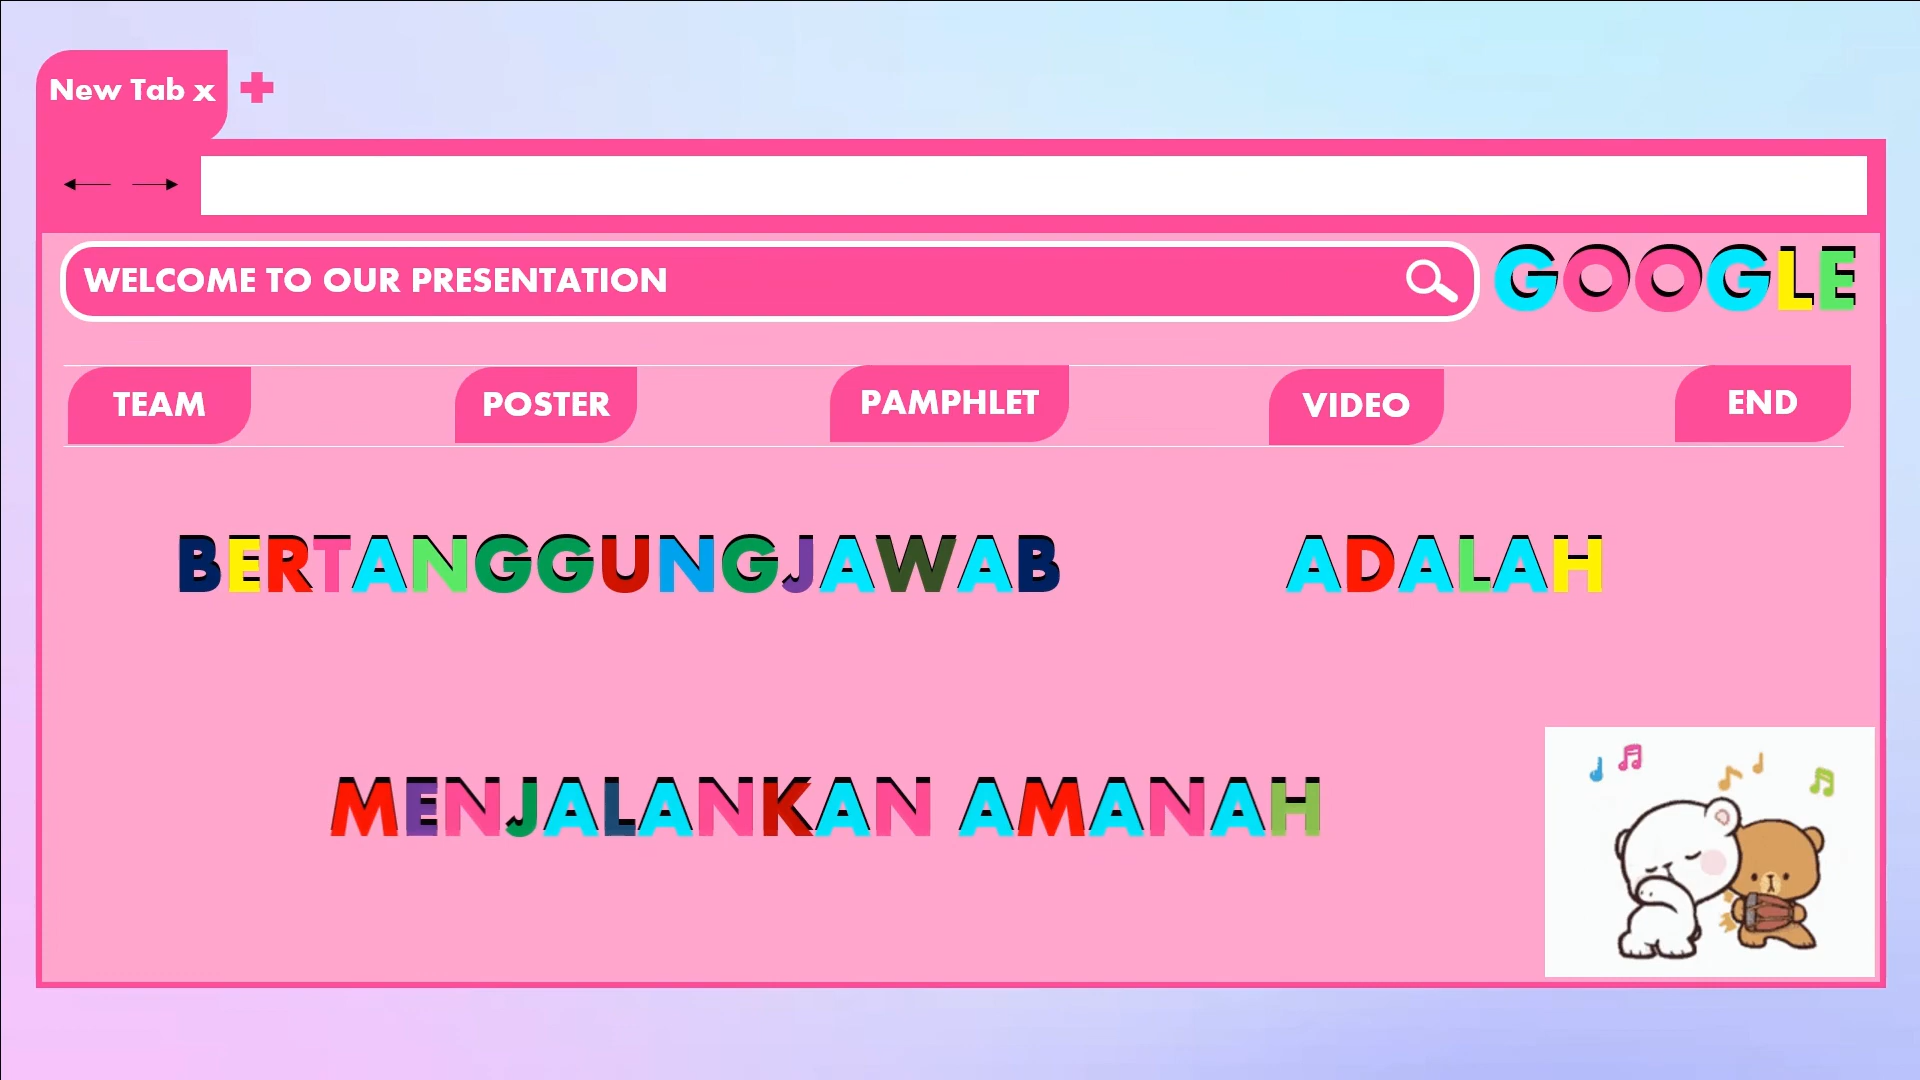 New Tab x
WELCOME TO OUR PRESENTATION
GOOGLE
TEAM
POSTER
PAMPHLET
VIDEO
END
BERTANGGUNGJAWAB ADALAH
MENJALANKAN AMANAH